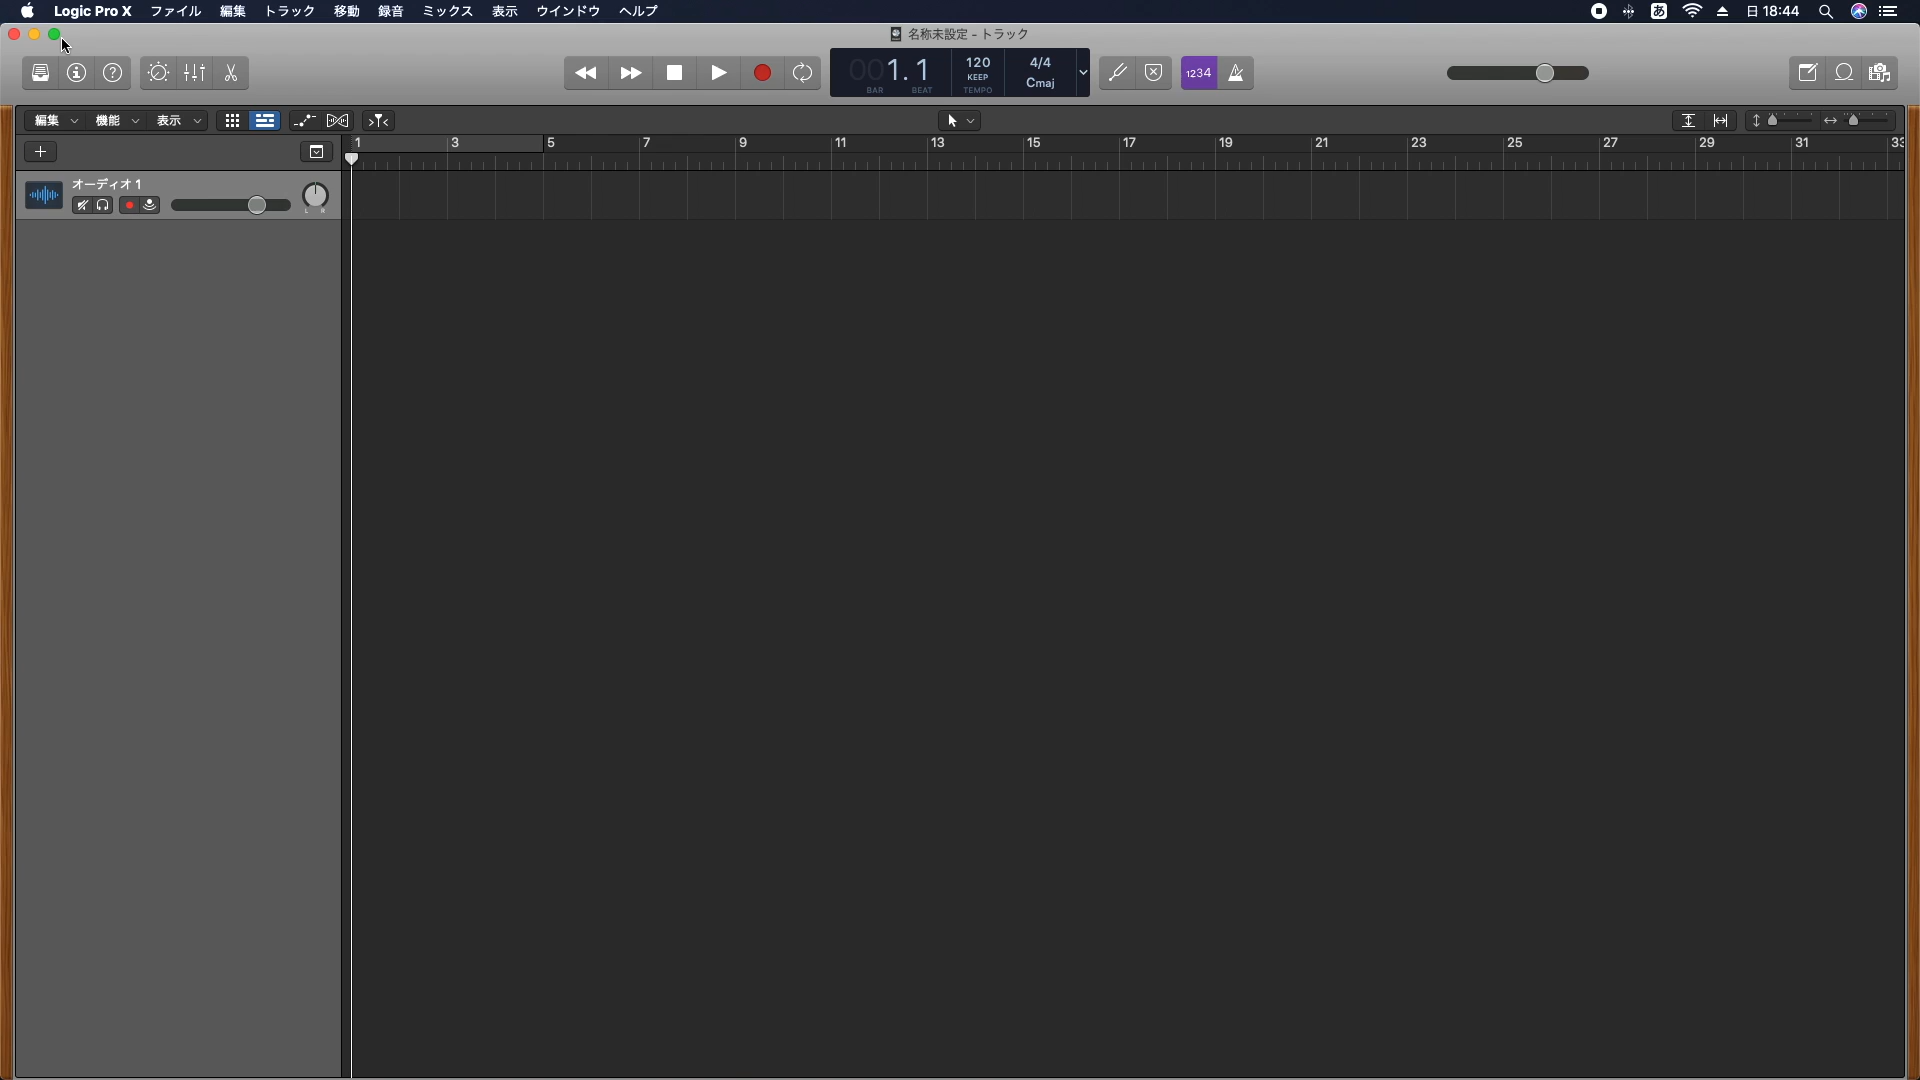 Logic Pro X ファイル 編集 トラック 移動 録音 ミックス 表示 ウインドウ ヘルプ
あ 日 18:44
名称未設定 - トラック
001. 1 120 4/4
KEEP Cmaj
BAR BEAT TEMPO
1234
編集 機能 表示
1 3 5 7 9 11 13 15 17 19 21 23 25 27 29 31 33
オーディオ 1
L R